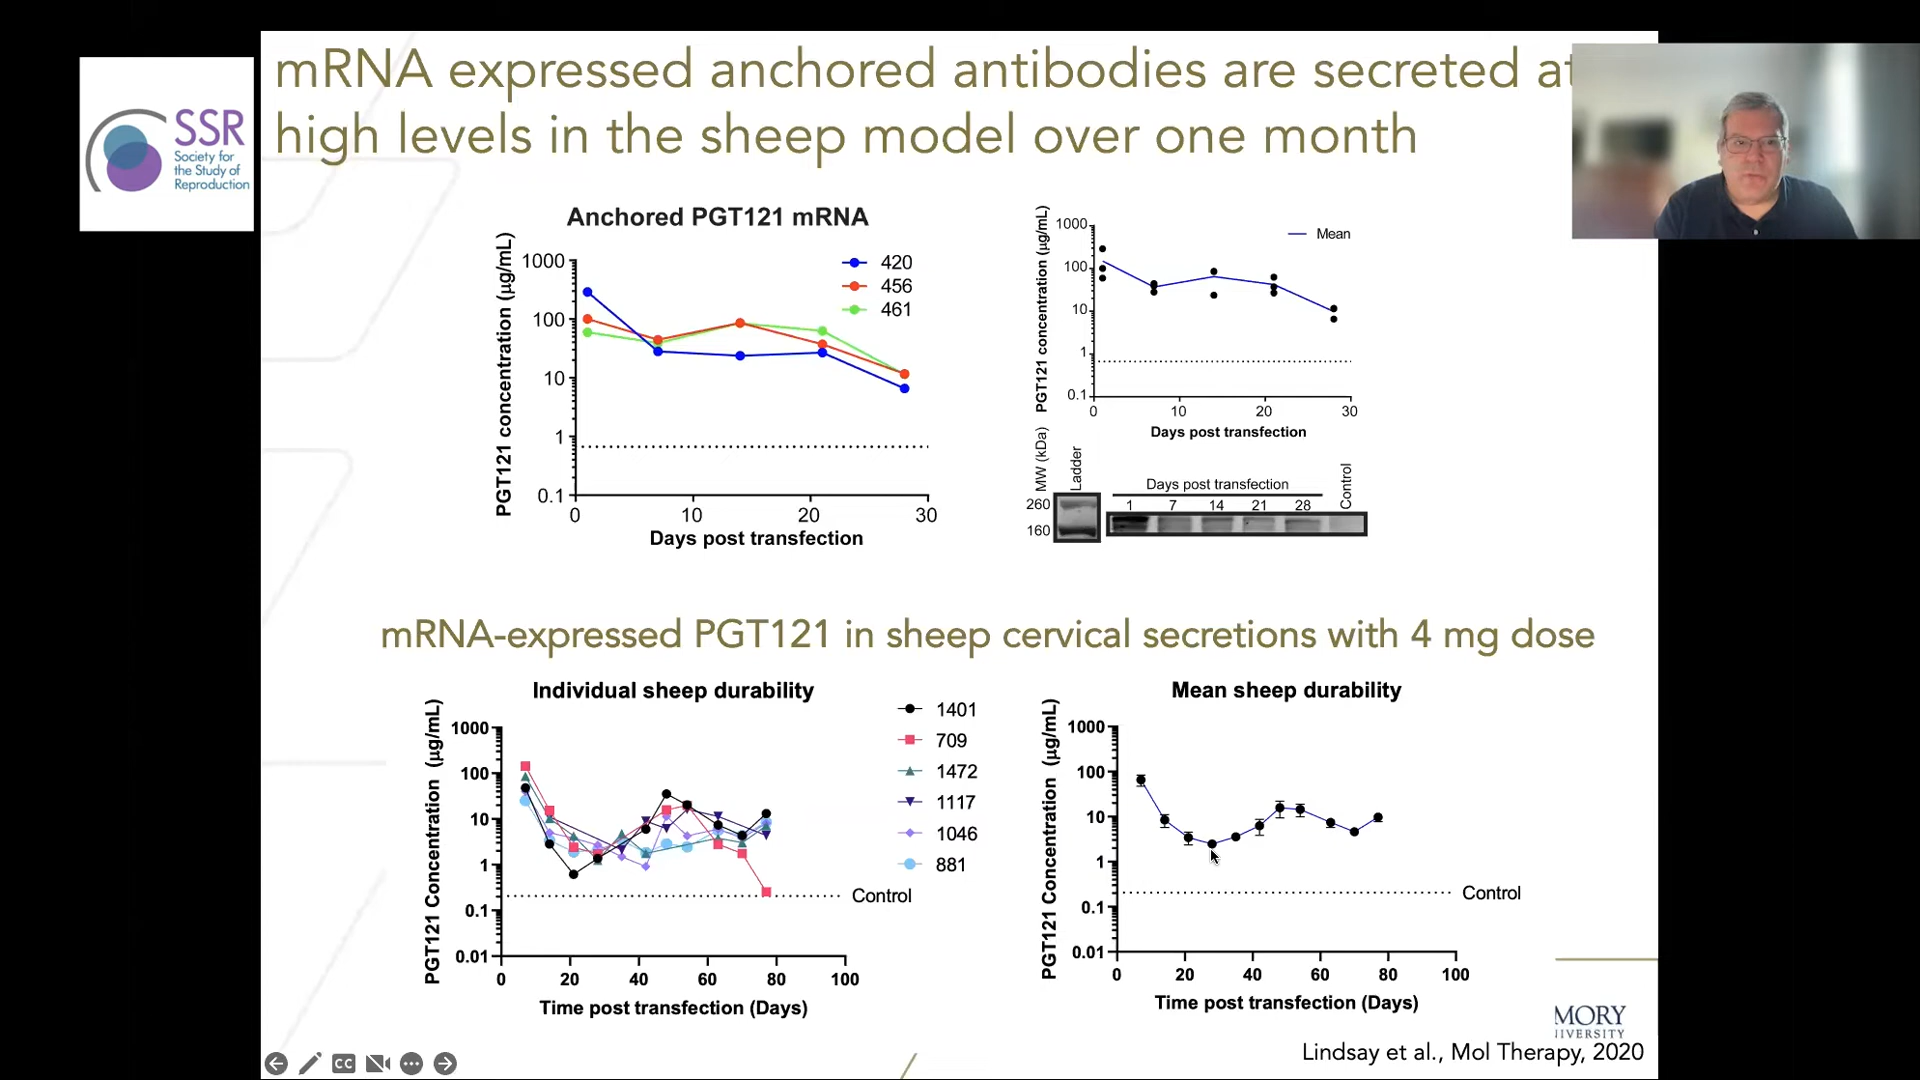 mRNA expressed anchored antibodies are secreted at
high levels in the sheep model over one month
SSR
Society for
the Study of
Reproduction
Anchored PGT121 mRNA
PGT121 concentration (µg/mL)
1000
100
10
1
0.1
0
10
20
30
Days post transfection
420
456
461
PGT121 concentration (µg/mL)
1000
100
10
1
0.1
0
10
20
30
Mean
Days post transfection
MW (kDa)
Ladder
Days post transfection
Control
1
7
14
21
28
260
160
mRNA-expressed PGT121 in sheep cervical secretions with 4 mg dose
Individual sheep durability
PGT121 Concentration (µg/mL)
1000
100
10
1
0.1
0.01
0
20
40
60
80
100
Time post transfection (Days)
1401
709
1472
1117
1046
881
Control
Mean sheep durability
PGT121 Concentration (µg/mL)
1000
100
10
1
0.1
0.01
0
20
40
60
80
100
Time post transfection (Days)
Control
MORY
IVERSITY
Lindsay et al., Mol Therapy, 2020
CC